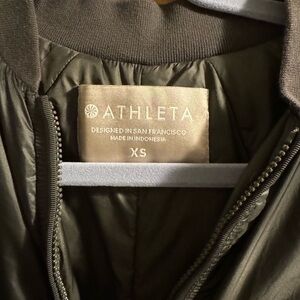 ATHLETA
DESIGNED IN SAN FRANCISCO
MADE IN INDONESIA
XS